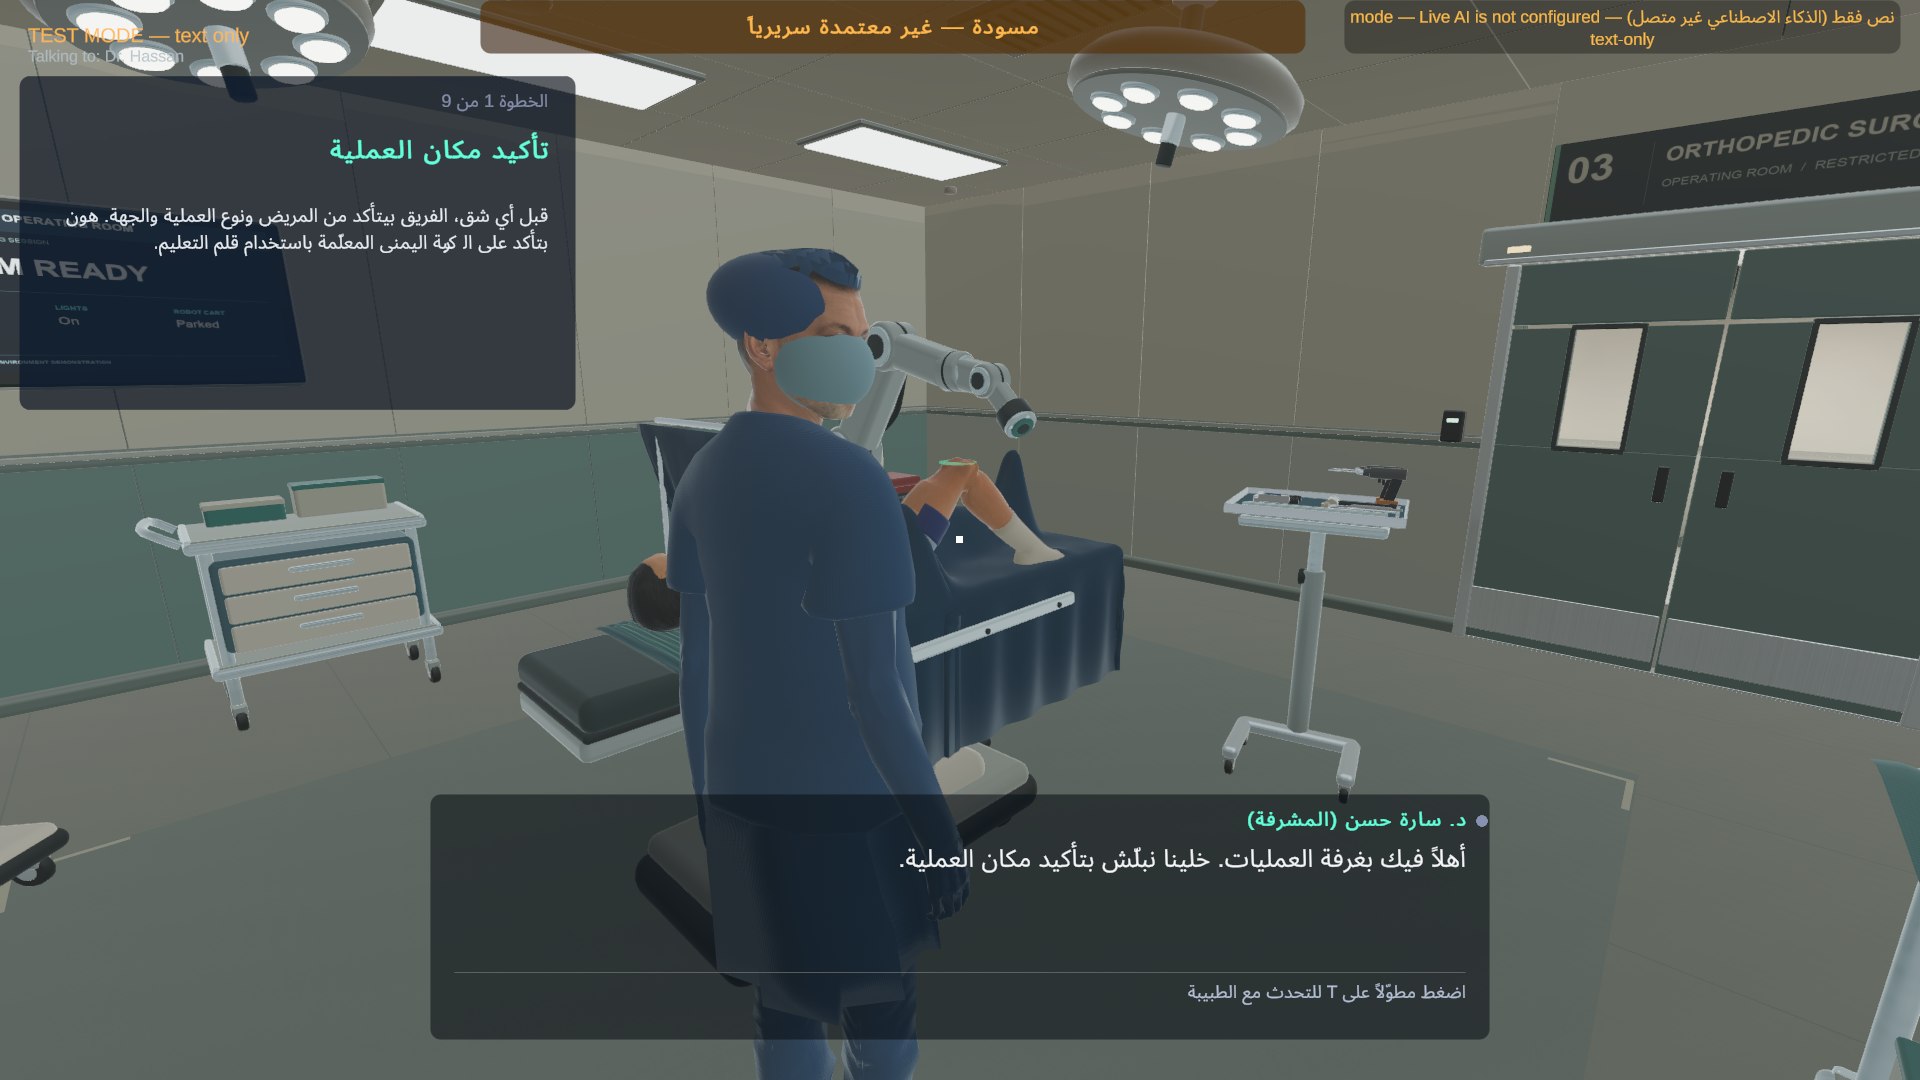 TEST MODE — text only
Talking to: Dr. Hassan
مسودة — غير معتمدة سريرياً
نص فقط (الذكاء الاصطناعي غير متصل) — mode — Live AI is not configured
text-only
الخطوة 1 من 9
تأكيد مكان العملية
قبل أي شق، الفريق بيتأكد من المريض ونوع العملية والجهة. هون
بتأكد على الركبة اليمنى المعلّمة باستخدام قلم التعليم.
OPERATING ROOM
SESSION
M READY
LIGHTS
On
ROBOT CART
Parked
ENVIRONMENT DEMONSTRATION
03
ORTHOPEDIC SURG
OPERATING ROOM / RESTRICTED
د. سارة حسن (المشرفة)
أهلاً فيك بغرفة العمليات. خلينا نبلّش بتأكيد مكان العملية.
اضغط مطوّلاً على T للتحدث مع الطبيبة